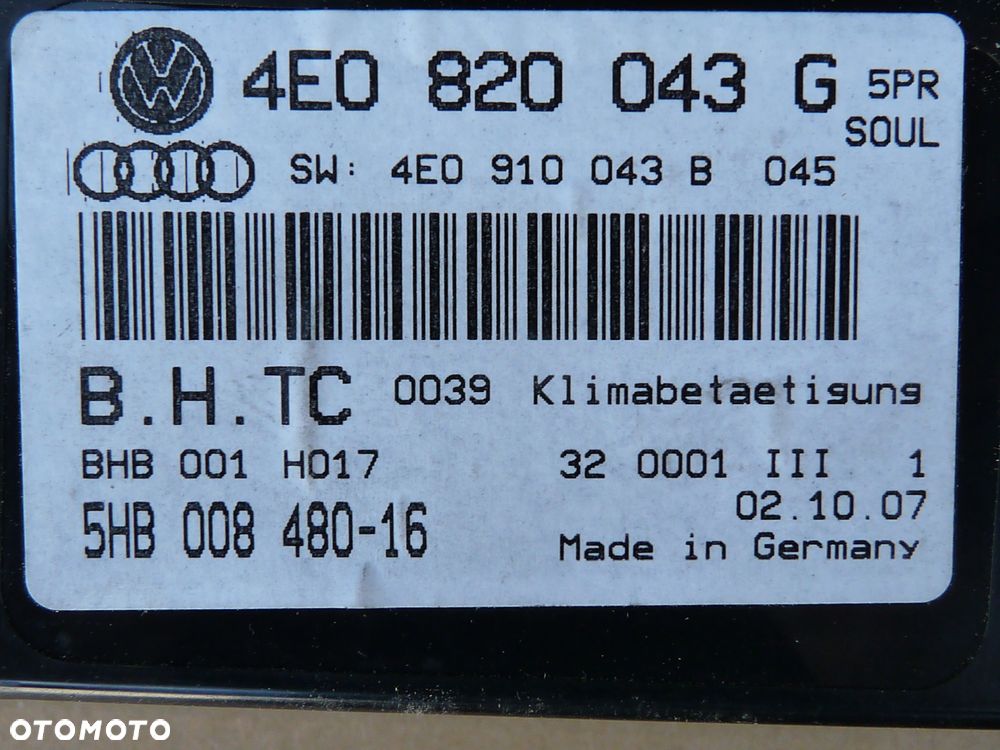 4E0 820 043 G 5PR
SOUL
SW: 4E0 910 043 B 045
B.H.TC 0039 Klimabetaetigung
BHB 001 H017 32 0001 III 1
02.10.07
5HB 008 480-16
Made in Germany
OTOMOTO